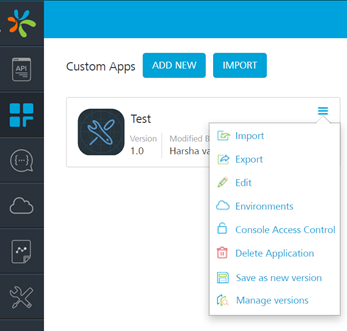 API
Custom Apps ADD NEW IMPORT
Test
Version Modified B
1.0 Harsha va
Import
Export
Edit
Environments
Console Access Control
Delete Application
Save as new version
Manage versions